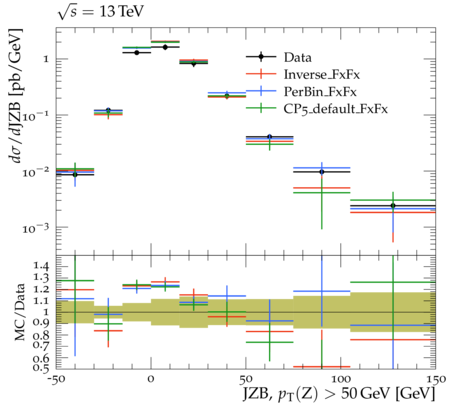 √s = 13 TeV
dσ/dJZB [pb/GeV]
1
10⁻¹
10⁻²
10⁻³
Data
Inverse_FxFx
PerBin_FxFx
CP5_default_FxFx
MC/Data
1.4
1.3
1.2
1.1
1
0.9
0.8
0.7
0.6
0.5
-50 0 50 100 150
JZB, pT(Z) > 50 GeV [GeV]